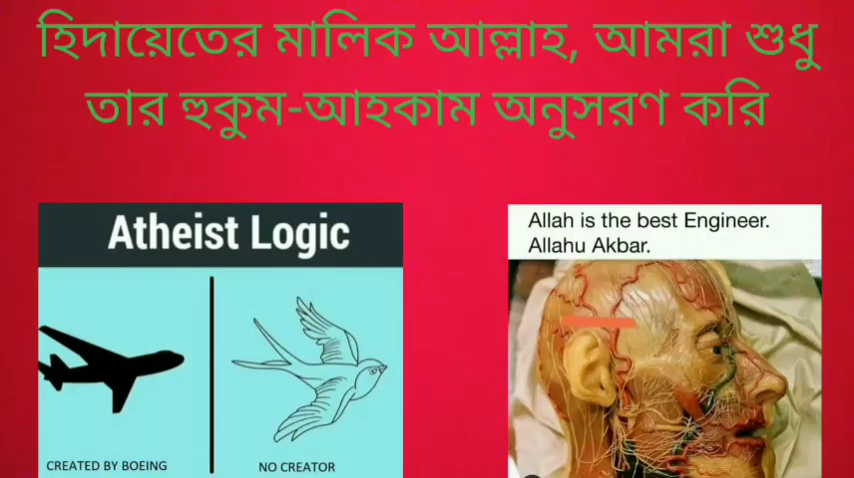 হিদায়েতের মালিক আল্লাহ, আমরা শুধু
তার হুকুম-আহকাম অনুসরণ করি
Atheist Logic
CREATED BY BOEING
NO CREATOR
Allah is the best Engineer.
Allahu Akbar.